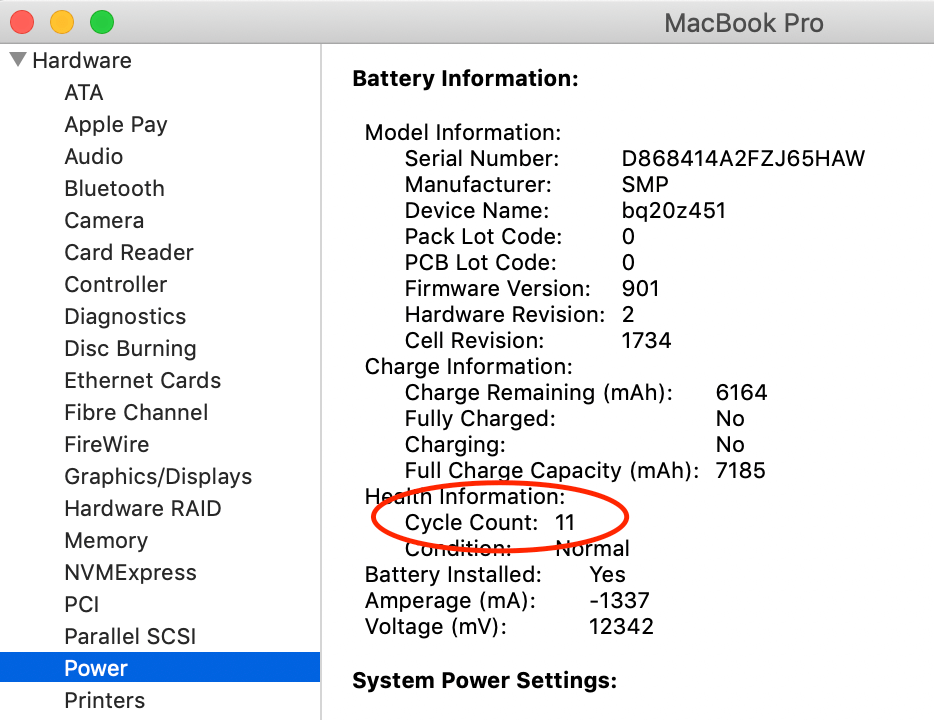 MacBook Pro
Hardware
ATA
Apple Pay
Audio
Bluetooth
Camera
Card Reader
Controller
Diagnostics
Disc Burning
Ethernet Cards
Fibre Channel
FireWire
Graphics/Displays
Hardware RAID
Memory
NVMExpress
PCI
Parallel SCSI
Power
Printers
Battery Information:
Model Information:
Serial Number: D868414A2FZJ65HAW
Manufacturer: SMP
Device Name: bq20z451
Pack Lot Code: 0
PCB Lot Code: 0
Firmware Version: 901
Hardware Revision: 2
Cell Revision: 1734
Charge Information:
Charge Remaining (mAh): 6164
Fully Charged: No
Charging: No
Full Charge Capacity (mAh): 7185
Health Information:
Cycle Count: 11
Condition: Normal
Battery Installed: Yes
Amperage (mA): -1337
Voltage (mV): 12342
System Power Settings: